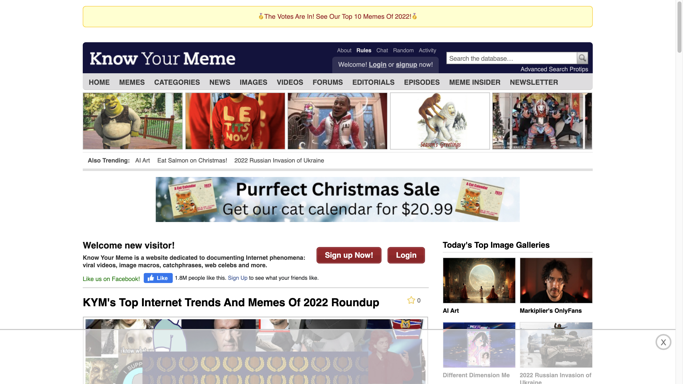 The Votes Are In! See Our Top 10 Memes Of 2022!
Know Your Meme
About Rules Chat Random Activity
Welcome! Login or signup now!
Search the database...
Advanced Search Protips
HOME MEMES CATEGORIES NEWS IMAGES VIDEOS FORUMS EDITORIALS EPISODES MEME INSIDER NEWSLETTER
Season's Greetings
Also Trending: AI Art Eat Salmon on Christmas! 2022 Russian Invasion of Ukraine
Purrfect Christmas Sale
Get our cat calendar for $20.99
Welcome new visitor!
Know Your Meme is a website dedicated to documenting Internet phenomena:
viral videos, image macros, catchphrases, web celebs and more.
Sign up Now!
Login
Like us on Facebook! Like 1.8M people like this. Sign Up to see what your friends like.
KYM's Top Internet Trends And Memes Of 2022 Roundup
0
Today's Top Image Galleries
AI Art
Markiplier's OnlyFans
Different Dimension Me
2022 Russian Invasion of
Ukraine
X